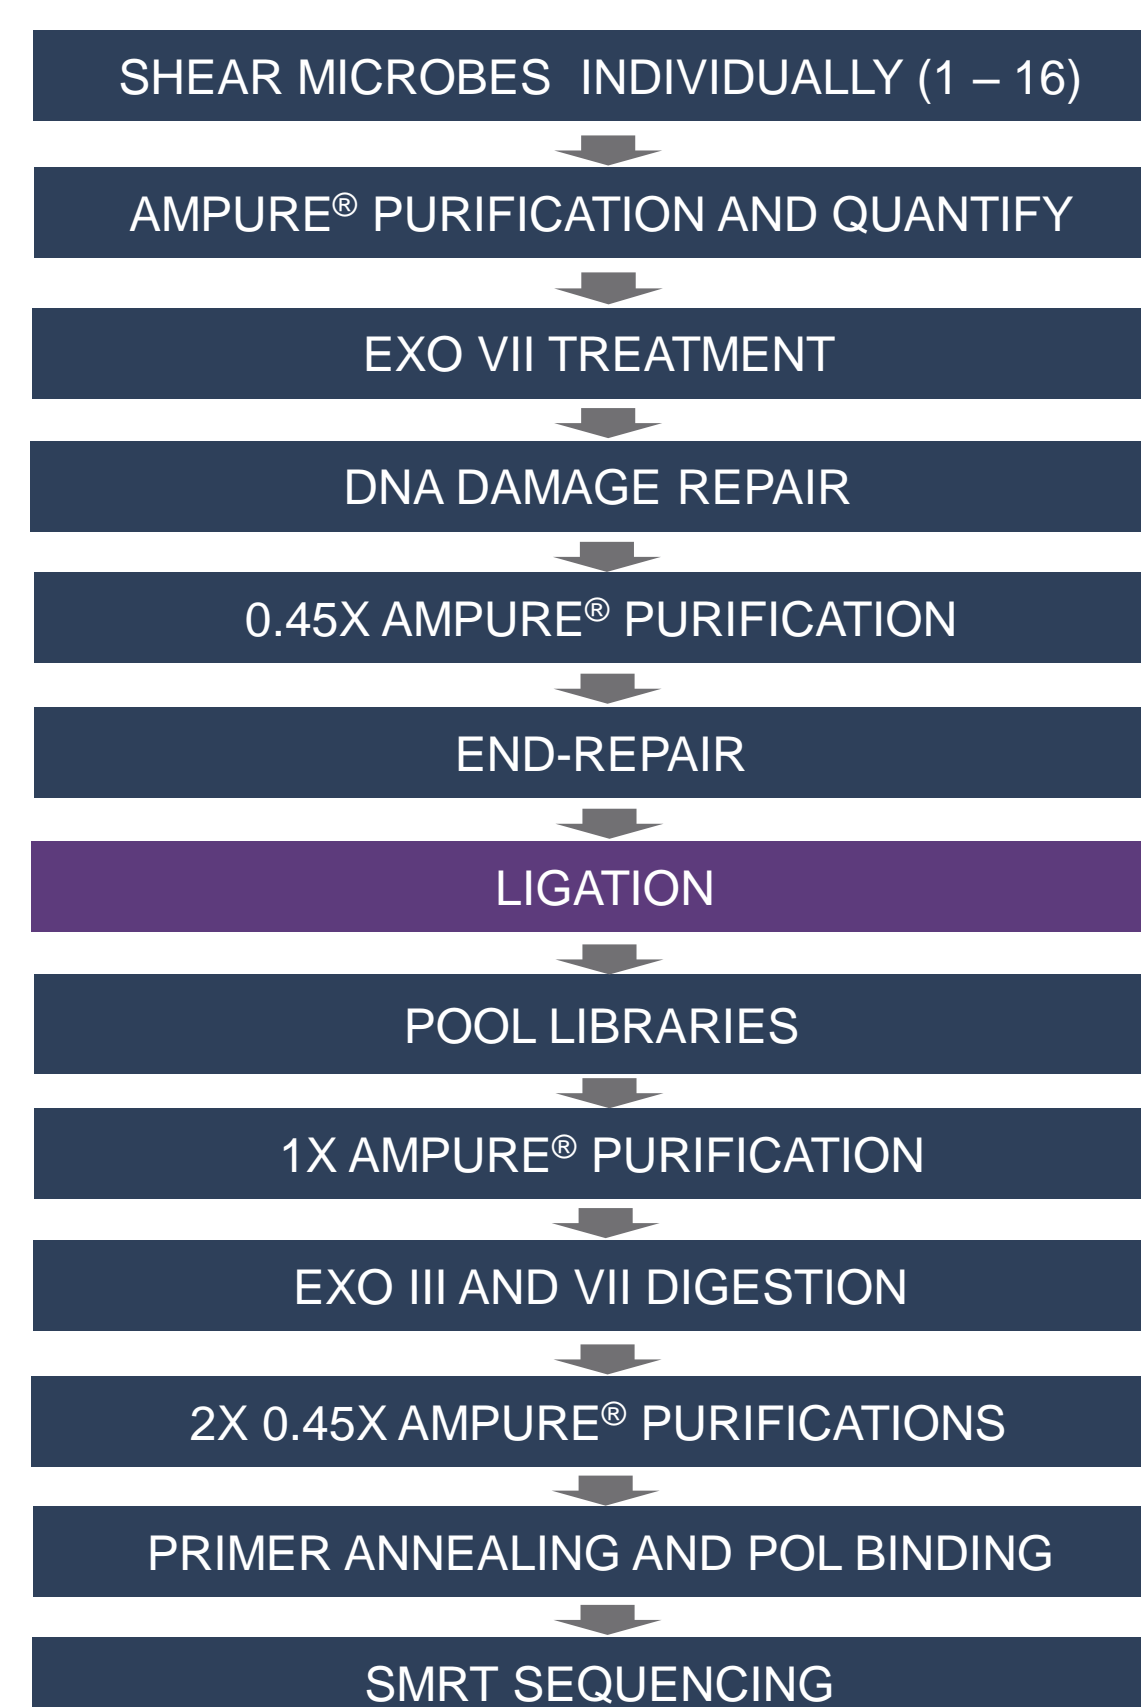 SHEAR MICROBES INDIVIDUALLY (1 – 16)
AMPURE® PURIFICATION AND QUANTIFY
EXO VII TREATMENT
DNA DAMAGE REPAIR
0.45X AMPURE® PURIFICATION
END-REPAIR
LIGATION
POOL LIBRARIES
1X AMPURE® PURIFICATION
EXO III AND VII DIGESTION
2X 0.45X AMPURE® PURIFICATIONS
PRIMER ANNEALING AND POL BINDING
SMRT SEQUENCING